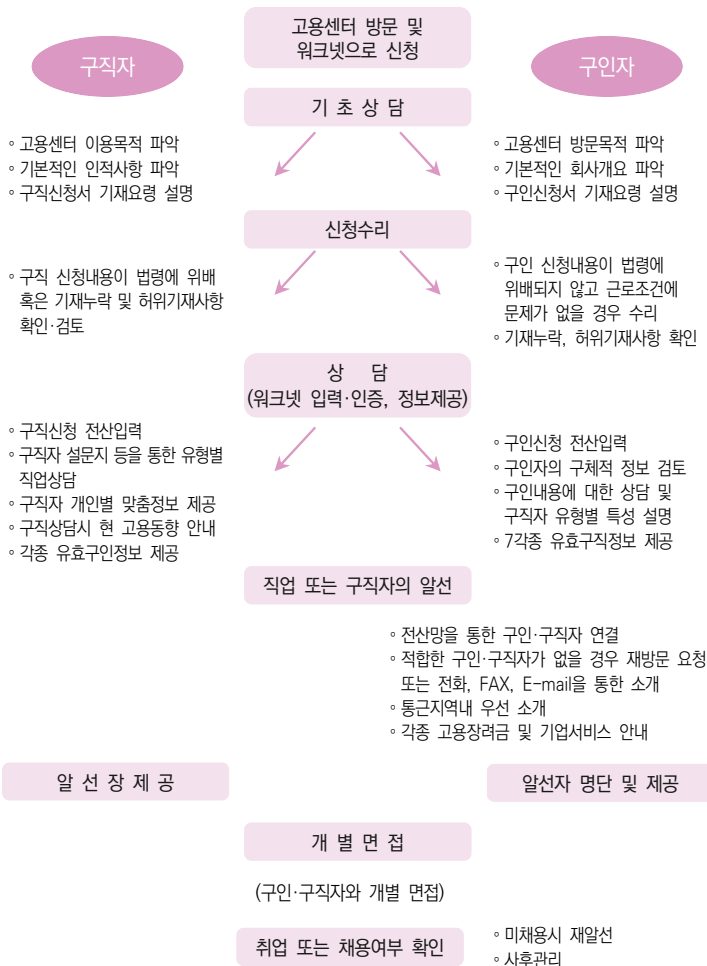 고용센터 방문 및
워크넷으로 신청
구직자
구인자
기 초 상 담
◦ 고용센터 이용목적 파악
◦ 기본적인 인적사항 파악
◦ 구직신청서 기재요령 설명
◦ 고용센터 방문목적 파악
◦ 기본적인 회사개요 파악
◦ 구인신청서 기재요령 설명
신청수리
◦ 구직 신청내용이 법령에 위배
혹은 기재누락 및 허위기재사항
확인·검토
◦ 구인 신청내용이 법령에
위배되지 않고 근로조건에
문제가 없을 경우 수리
◦ 기재누락, 허위기재사항 확인
상 담
(워크넷 입력·인증, 정보제공)
◦ 구직신청 전산입력
◦ 구직자 설문지 등을 통한 유형별
직업상담
◦ 구직자 개인별 맞춤정보 제공
◦ 구직상담시 현 고용동향 안내
◦ 각종 유효구인정보 제공
◦ 구인신청 전산입력
◦ 구인자의 구체적 정보 검토
◦ 구인내용에 대한 상담 및
구직자 유형별 특성 설명
◦ 7각종 유효구직정보 제공
직업 또는 구직자의 알선
◦ 전산망을 통한 구인·구직자 연결
◦ 적합한 구인·구직자가 없을 경우 재방문 요청
또는 전화, FAX, E-mail을 통한 소개
◦ 통근지역내 우선 소개
◦ 각종 고용장려금 및 기업서비스 안내
알 선 장 제 공
알선자 명단 및 제공
개 별 면 접
(구인·구직자와 개별 면접)
취업 또는 채용여부 확인
◦ 미채용시 재알선
◦ 사후관리